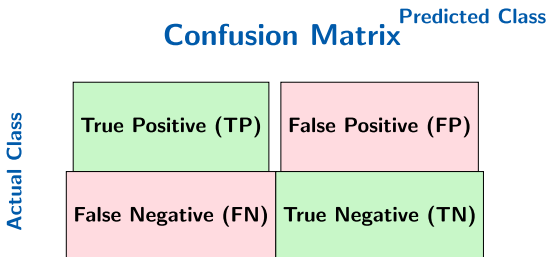 Predicted Class
Confusion Matrix
True Positive (TP)
False Positive (FP)
Actual Class
False Negative (FN)
True Negative (TN)